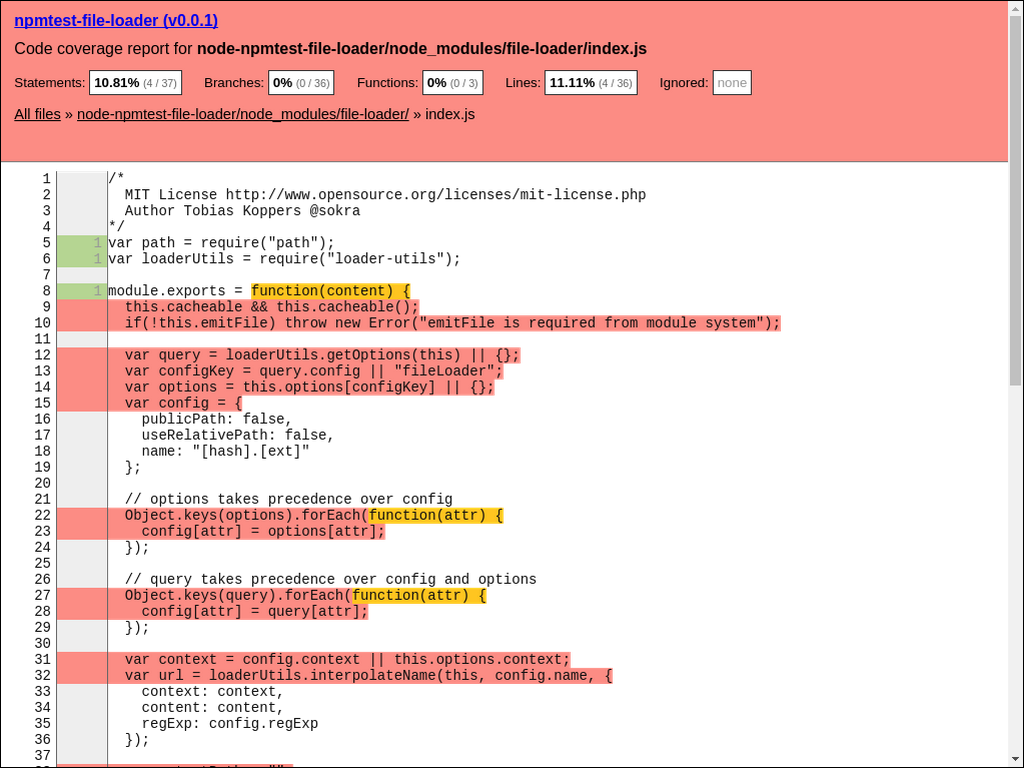 npmtest-file-loader (v0.0.1)
Code coverage report for node-npmtest-file-loader/node_modules/file-loader/index.js
Statements: 10.81% (4 / 37) Branches: 0% (0 / 36) Functions: 0% (0 / 3) Lines: 11.11% (4 / 36) Ignored: none
All files » node-npmtest-file-loader/node_modules/file-loader/ » index.js
1 /*
2   MIT License http://www.opensource.org/licenses/mit-license.php
3   Author Tobias Koppers @sokra
4 */
5 1 var path = require("path");
6 1 var loaderUtils = require("loader-utils");
7
8 1 module.exports = function(content) {
9   this.cacheable && this.cacheable();
10   if(!this.emitFile) throw new Error("emitFile is required from module system");
11
12   var query = loaderUtils.getOptions(this) || {};
13   var configKey = query.config || "fileLoader";
14   var options = this.options[configKey] || {};
15   var config = {
16     publicPath: false,
17     useRelativePath: false,
18     name: "[hash].[ext]"
19   };
20
21   // options takes precedence over config
22   Object.keys(options).forEach(function(attr) {
23     config[attr] = options[attr];
24   });
25
26   // query takes precedence over config and options
27   Object.keys(query).forEach(function(attr) {
28     config[attr] = query[attr];
29   });
30
31   var context = config.context || this.options.context;
32   var url = loaderUtils.interpolateName(this, config.name, {
33     context: context,
34     content: content,
35     regExp: config.regExp
36   });
37